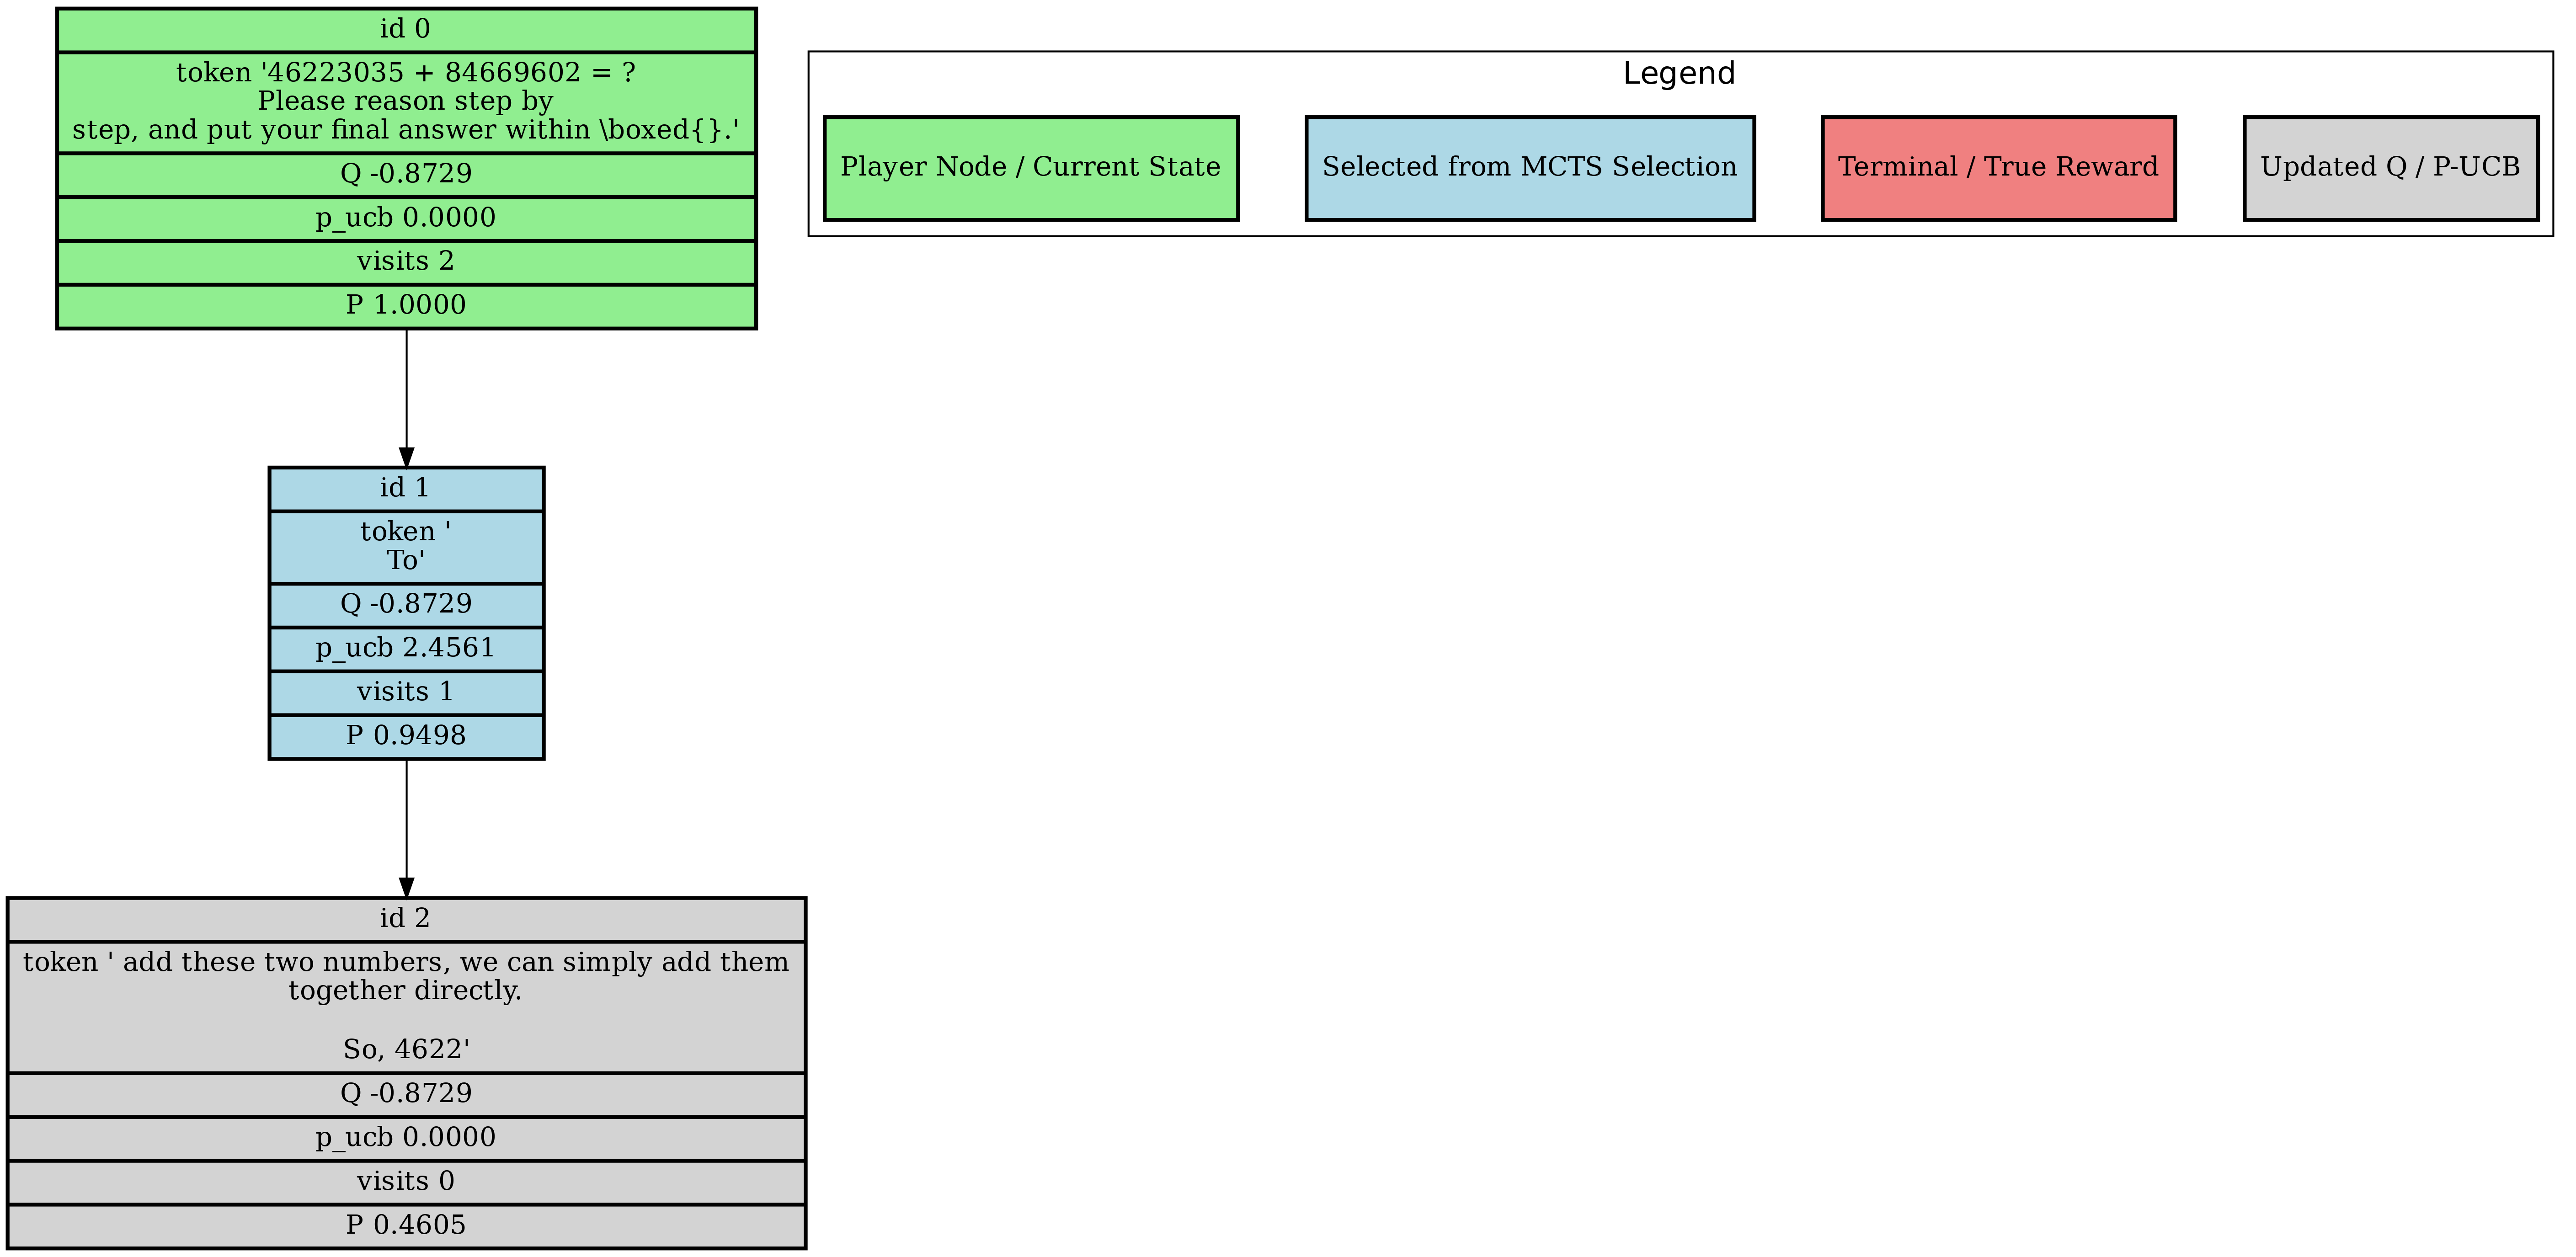 id 0
token '46223035 + 84669602 = ?
Please reason step by
step, and put your final answer within \boxed{}.'
Q -0.8729
p_ucb 0.0000
visits 2
P 1.0000
Legend
Player Node / Current State
Selected from MCTS Selection
Terminal / True Reward
Updated Q / P-UCB
id 1
token '
To'
Q -0.8729
p_ucb 2.4561
visits 1
P 0.9498
id 2
token ' add these two numbers, we can simply add them
together directly.
So, 4622'
Q -0.8729
p_ucb 0.0000
visits 0
P 0.4605